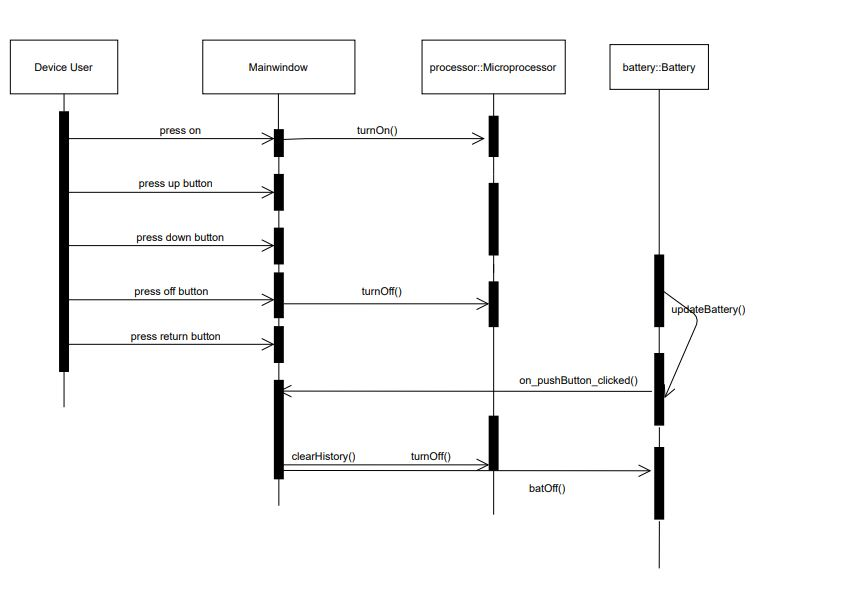 Device User
Mainwindow
processor::Microprocessor
battery::Battery
press on
turnOn()
press up button
press down button
press off button
turnOff()
updateBattery()
press return button
on_pushButton_clicked()
clearHistory()
turnOff()
batOff()